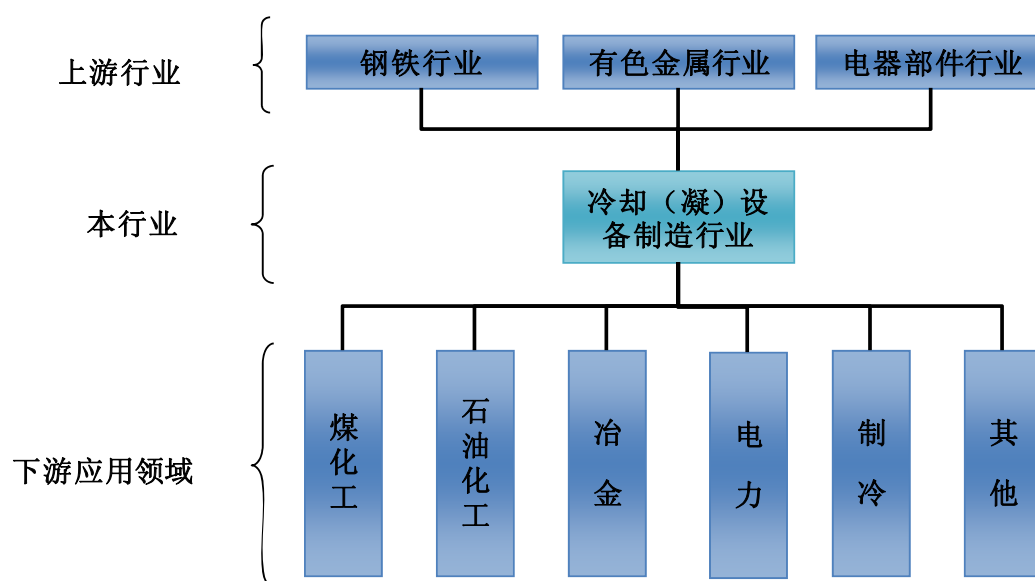 上游行业
钢铁行业
有色金属行业
电器部件行业
本行业
冷却（凝）设
备制造行业
下游应用领域
煤化工
石油化工
冶金
电力
制冷
其他